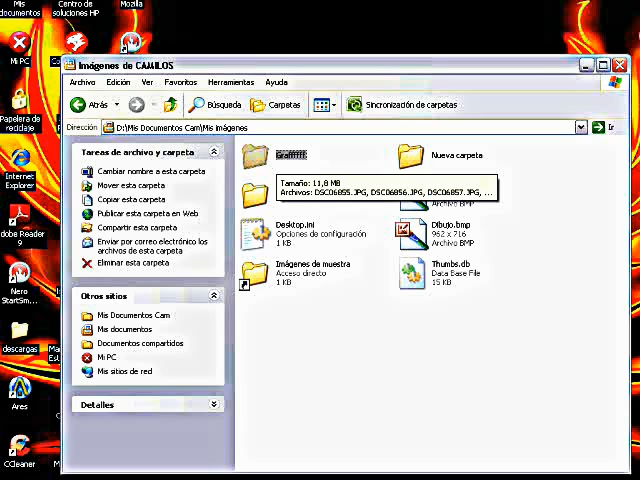 Mis documentos
Centro de soluciones HP
Mozilla
Mi PC
Papelera de reciclaje
Internet Explorer
dobe Reader 9
Nero StartSm...
descargas
Ares
CCleaner
Imágenes de CAMILOS
Archivo Edición Ver Favoritos Herramientas Ayuda
Atrás Búsqueda Carpetas Sincronización de carpetas
Dirección D:\Mis Documentos Cam\Mis imágenes Ir
Tareas de archivo y carpeta
Cambiar nombre a esta carpeta
Mover esta carpeta
Copiar esta carpeta
Publicar esta carpeta en Web
Compartir esta carpeta
Enviar por correo electrónico los
archivos de esta carpeta
Eliminar esta carpeta
Otros sitios
Mis Documentos Cam
Mis documentos
Documentos compartidos
Mi PC
Mis sitios de red
Detalles
Nueva carpeta
Tamaño: 11,8 MB
Archivos: DSC06855.JPG, DSC06856.JPG, DSC06857.JPG, ...
Archivo BMP
Desktop.ini
Opciones de configuración
1 KB
Dibujo.bmp
962 x 716
Archivo BMP
Imágenes de muestra
Acceso directo
1 KB
Thumbs.db
Data Base File
15 KB